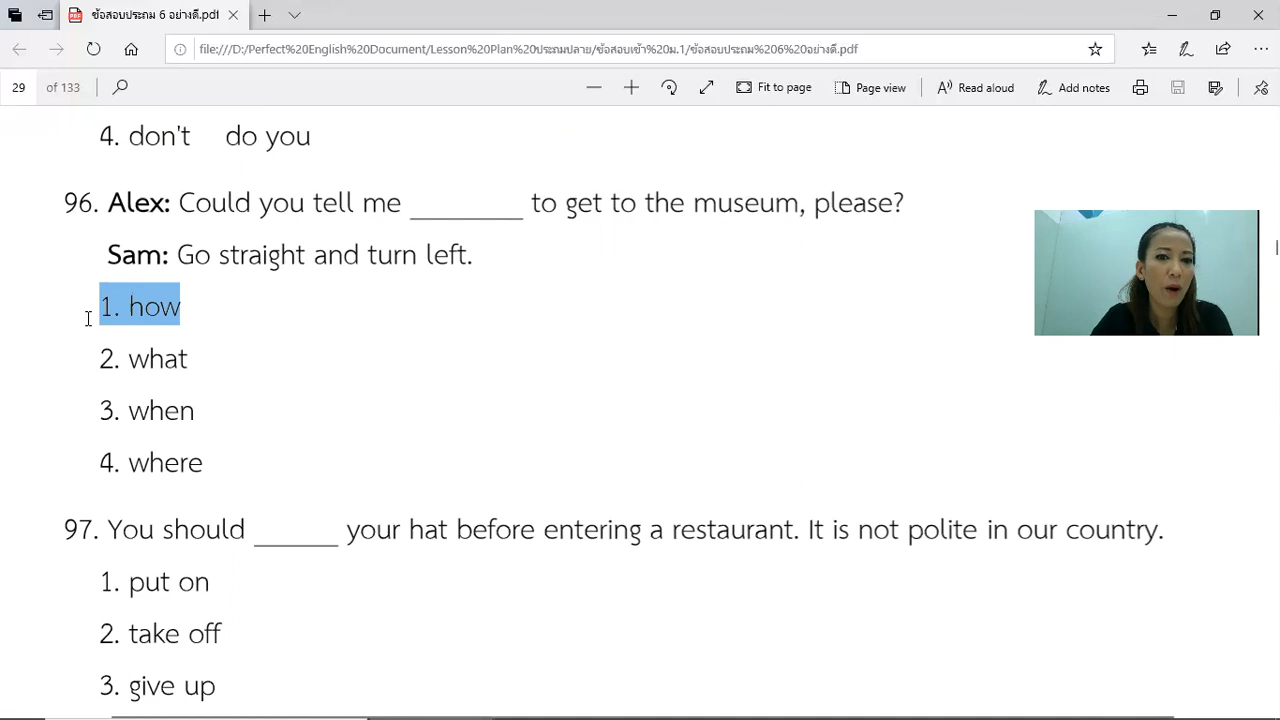 ข้อสอบประถม 6 อย่างดี.pdf
file:///D:/Perfect%20English%20Document/Lesson%20Plan%20ประถมปลาย/ข้อสอบเข้า%20ม.1/ข้อสอบประถม%206%20อย่างดี.pdf
29 of 133 Fit to page Page view Read aloud Add notes
4. don't do you
96. Alex: Could you tell me _________ to get to the museum, please?
Sam: Go straight and turn left.
1. how
2. what
3. when
4. where
97. You should ______ your hat before entering a restaurant. It is not polite in our country.
1. put on
2. take off
3. give up